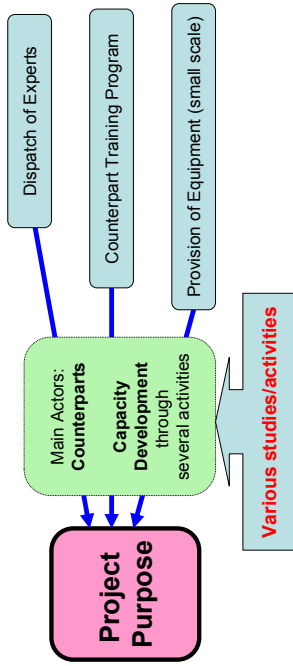 Project
Purpose
Main Actors:
Counterparts
Capacity
Development
through
several activities
Dispatch of Experts
Counterpart Training Program
Provision of Equipment (small scale)
Various studies/activities